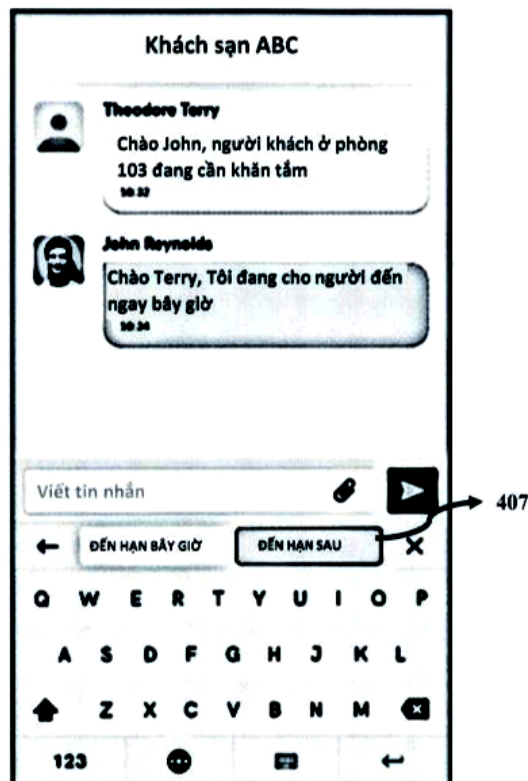 Khách sạn ABC
Theodore Terry
Chào John, người khách ở phòng
103 đang cần khăn tắm
10:32
John Reynolds
Chào Terry, Tôi đang cho người đến
ngay bây giờ
10:34
Viết tin nhắn
407
ĐẾN HẠN BÂY GIỜ ĐẾN HẠN SAU
Q W E R T Y U I O P
A S D F G H J K L
Z X C V B N M
123